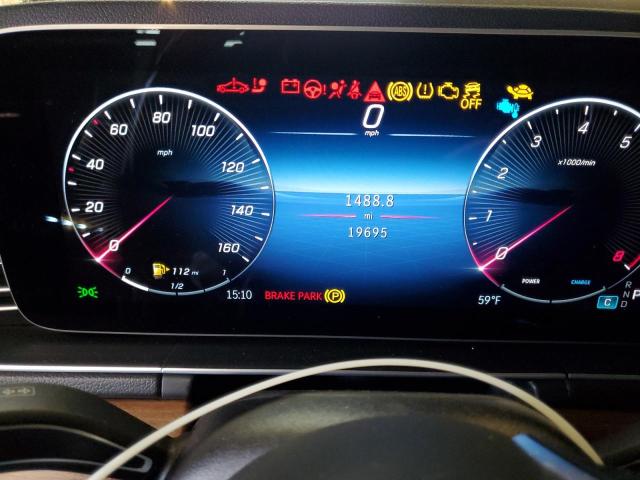 ABS
OFF
0
mph
0 20 40 60 80 100 120 140 160
mph
0 1/2 1
112 mi
1488.8
mi
19695
0 1 2 3 4 5 8
x1000/min
POWER CHARGE
15:10
BRAKE PARK P
59°F
C
R
N
D
P